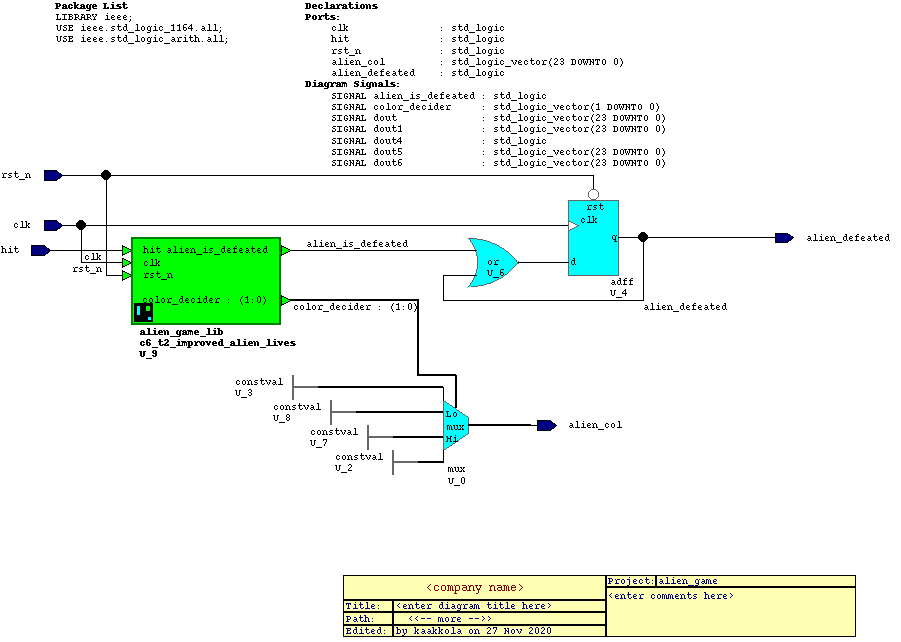 Package List
LIBRARY ieee;
USE ieee.std_logic_1164.all;
USE ieee.std_logic_arith.all;
Declarations
Ports:
clk : std_logic
hit : std_logic
rst_n : std_logic
alien_col : std_logic_vector(23 DOWNTO 0)
alien_defeated : std_logic
Diagram Signals:
SIGNAL alien_is_defeated : std_logic
SIGNAL color_decider : std_logic_vector(1 DOWNTO 0)
SIGNAL dout : std_logic_vector(23 DOWNTO 0)
SIGNAL dout1 : std_logic_vector(23 DOWNTO 0)
SIGNAL dout4 : std_logic
SIGNAL dout5 : std_logic_vector(23 DOWNTO 0)
SIGNAL dout6 : std_logic_vector(23 DOWNTO 0)
rst_n
clk
hit
clk
rst_n
hit alien_is_defeated
clk
rst_n
color_decider : (1:0)
alien_game_lib
c6_t2_improved_alien_lives
U_9
alien_is_defeated
color_decider : (1:0)
or
U_6
rst
clk
q
d
adff
U_4
alien_defeated
alien_defeated
constval
U_3
constval
U_8
constval
U_7
constval
U_2
Lo
mux
Hi
mux
U_0
alien_col
<company name>
Title: <enter diagram title here>
Path: <<-- more -->>
Edited: by kaakkola on 27 Nov 2020
Project: alien_game
<enter comments here>